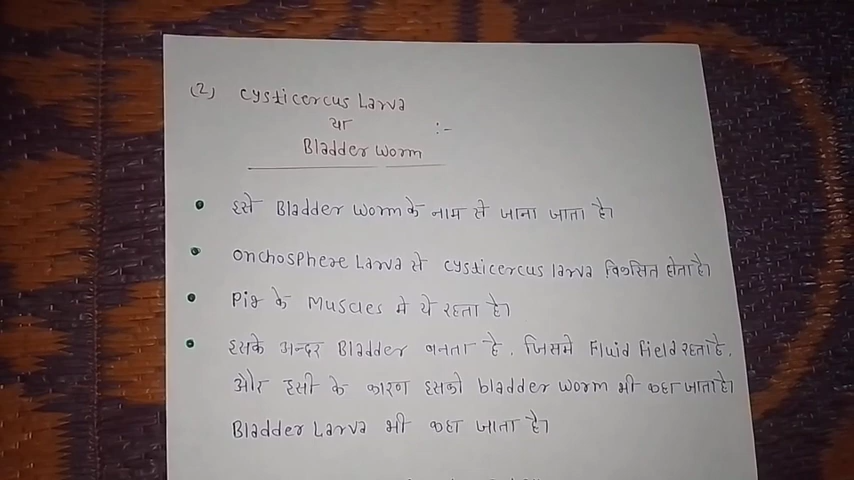 (2) Cysticercus Larva
या :-
Bladder Worm
• इसे Bladder Worm के नाम से जाना जाता है।
• Onchosphere Larva से Cysticercus larva विकसित होता है।
• Pig के Muscles मे ये रहता है।
• इसके अन्दर Bladder बनता है, जिसमे Fluid Field रहता है,
और इसी के कारण इसको bladder worm भी कहा जाता है।
Bladder Larva भी कहा जाता है।